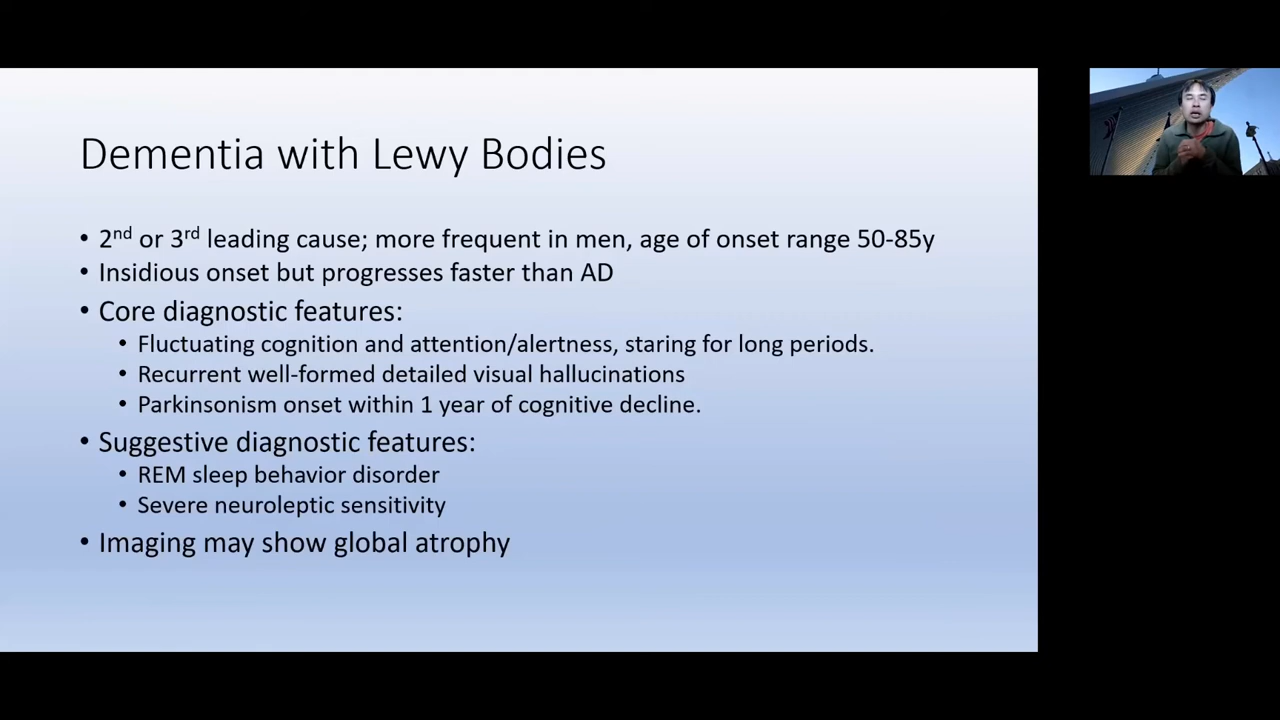 Dementia with Lewy Bodies
• 2nd or 3rd leading cause; more frequent in men, age of onset range 50-85y
• Insidious onset but progresses faster than AD
• Core diagnostic features:
• Fluctuating cognition and attention/alertness, staring for long periods.
• Recurrent well-formed detailed visual hallucinations
• Parkinsonism onset within 1 year of cognitive decline.
• Suggestive diagnostic features:
• REM sleep behavior disorder
• Severe neuroleptic sensitivity
• Imaging may show global atrophy